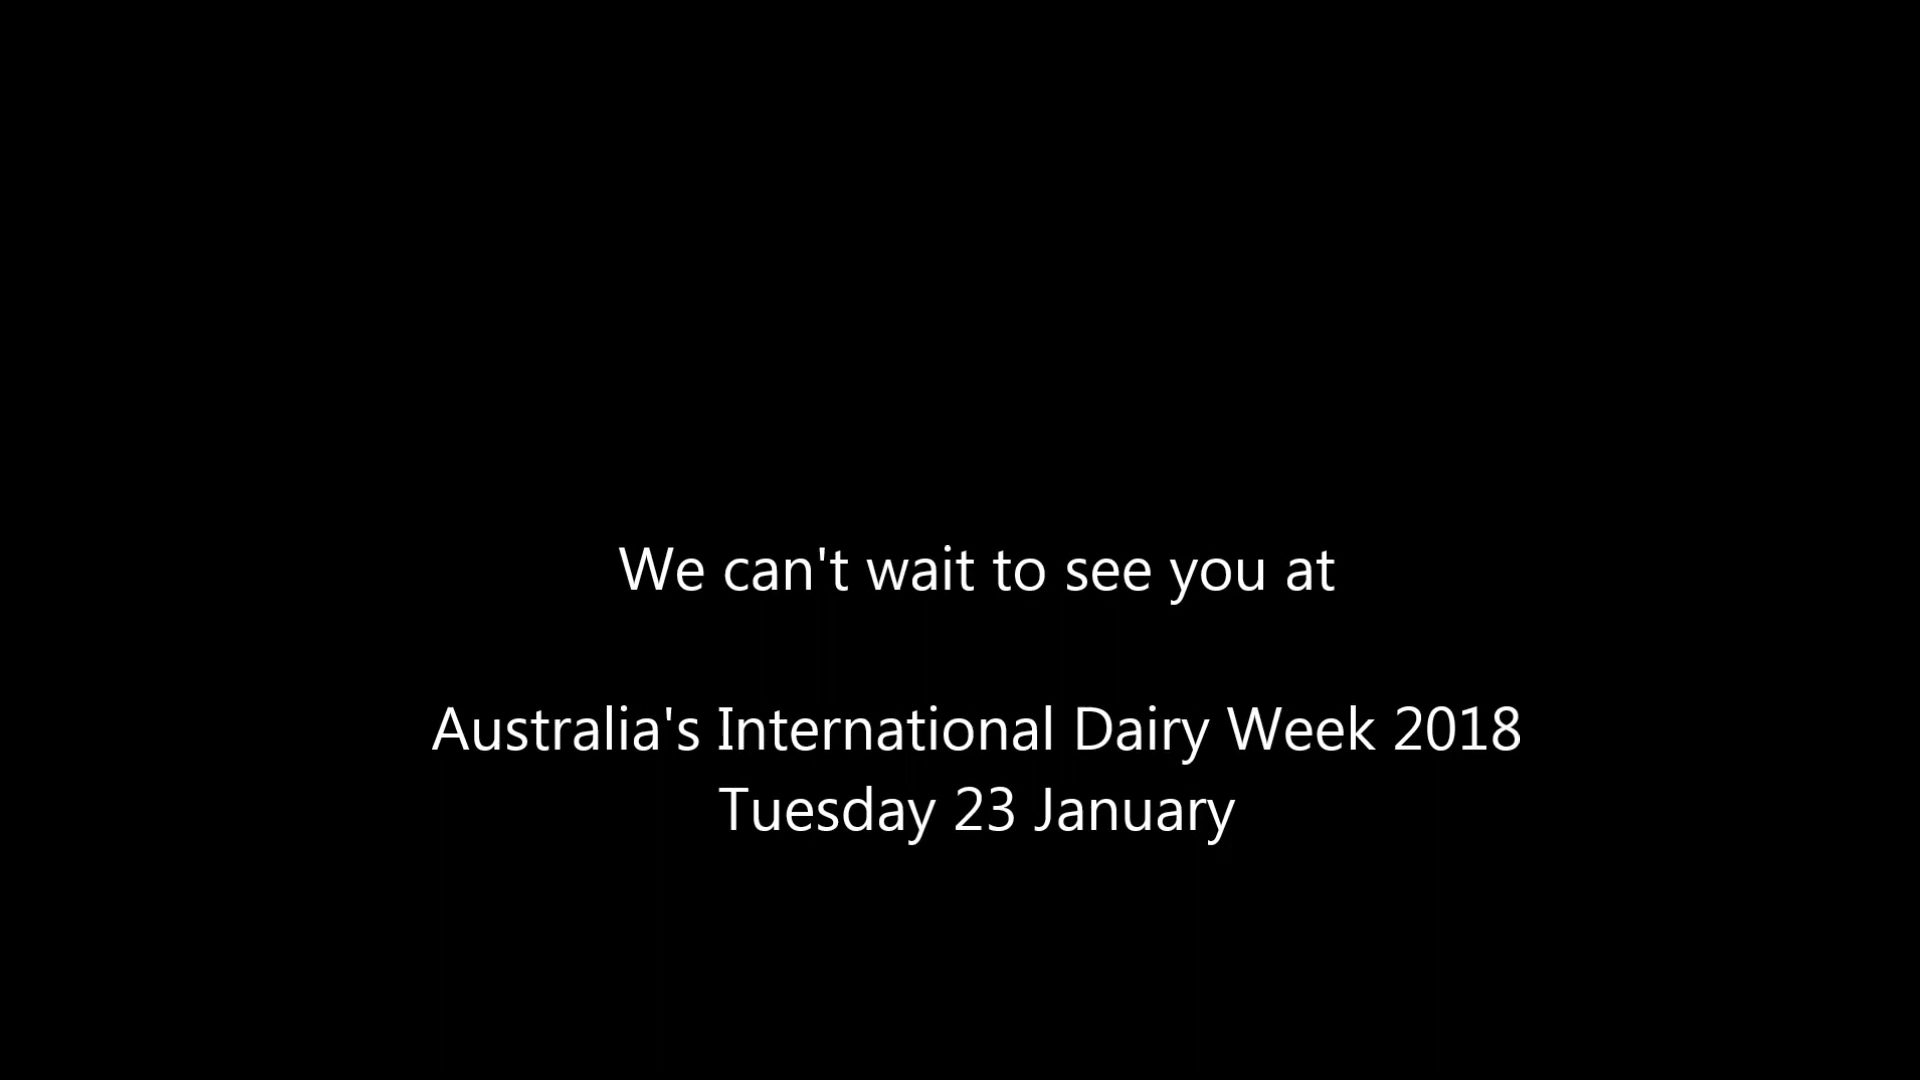 We can't wait to see you at
Australia's International Dairy Week 2018
Tuesday 23 January